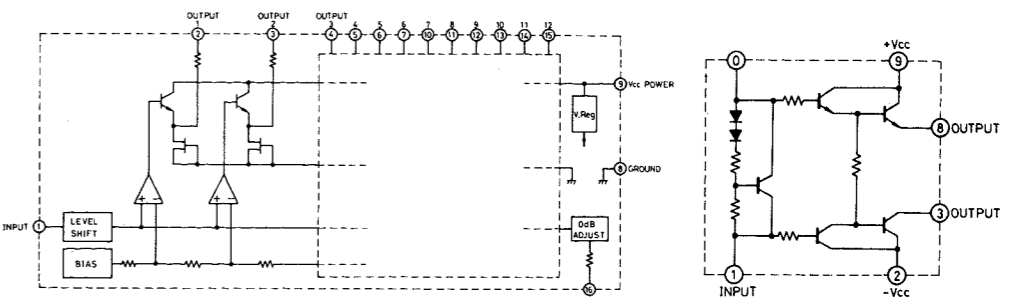 OUTPUT OUTPUT OUTPUT
1 2 3 4 5 6 7 8 9 10 11 12
2 3 4 5 6 7 10 11 12 13 14 15
9 Vcc POWER
V.Reg
8 GROUND
INPUT 1
LEVEL SHIFT
BIAS
+ -
+ -
0dB ADJUST
16
0
+Vcc
9
8 OUTPUT
3 OUTPUT
1
INPUT
2
-Vcc